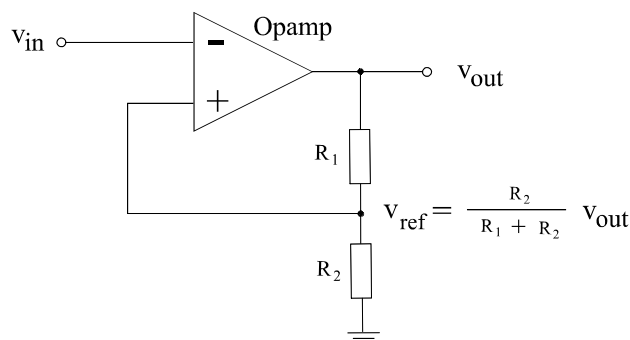 Opamp
v_in
-
+
v_out
R_1
v_ref = R_2 / (R_1 + R_2) v_out
R_2